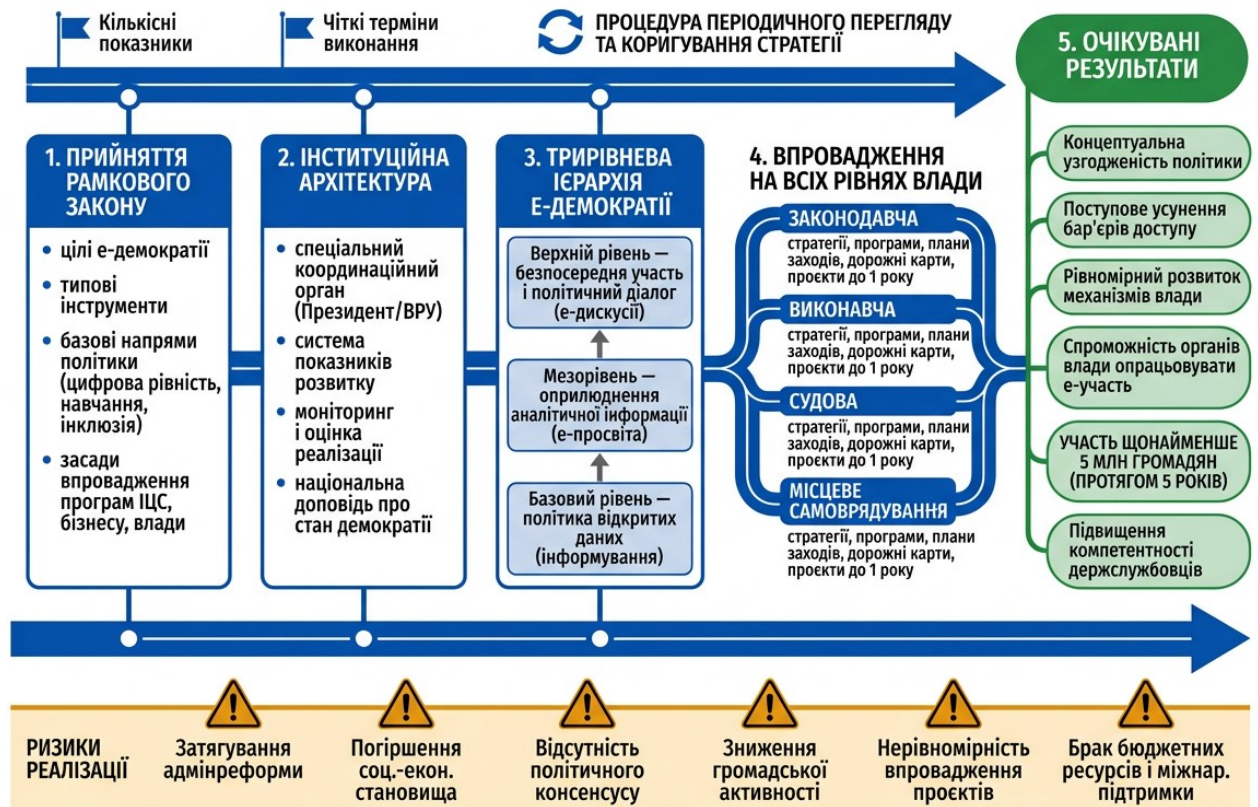 Кількісні
показники
Чіткі терміни
виконання
ПРОЦЕДУРА ПЕРІОДИЧНОГО ПЕРЕГЛЯДУ
ТА КОРИГУВАННЯ СТРАТЕГІЇ
1. ПРИЙНЯТТЯ
РАМКОВОГО
ЗАКОНУ
• цілі е-демократії
• типові
інструменти
• базові напрями
політики
(цифрова рівність,
навчання,
інклюзія)
• засади
впровадження
програм ІЦС,
бізнесу, влади
2. ІНСТИТУЦІЙНА
АРХІТЕКТУРА
• спеціальний
координаційний
орган
(Президент/ВРУ)
• система
показників
розвитку
• моніторинг
і оцінка
реалізації
• національна
доповідь про
стан демократії
3. ТРИРІВНЕВА
ІЄРАРХІЯ
Е-ДЕМОКРАТІЇ
Верхній рівень —
безпосередня участь
і політичний діалог
(е-дискусії)
Мезорівень —
оприлюднення
аналітичної інформації
(е-просвіта)
Базовий рівень —
політика відкритих
даних
(інформування)
4. ВПРОВАДЖЕННЯ
НА ВСІХ РІВНЯХ ВЛАДИ
ЗАКОНОДАВЧА
стратегії, програми, плани
заходів, дорожні карти,
проєкти до 1 року
ВИКОНАВЧА
стратегії, програми, плани
заходів, дорожні карти,
проєкти до 1 року
СУДОВА
стратегії, програми, плани
заходів, дорожні карти,
проєкти до 1 року
МІСЦЕВЕ
САМОВРЯДУВАННЯ
стратегії, програми, плани
заходів, дорожні карти,
проєкти до 1 року
5. ОЧІКУВАНІ
РЕЗУЛЬТАТИ
Концептуальна
узгодженість політики
Поступове усунення
бар'єрів доступу
Рівномірний розвиток
механізмів влади
Спроможність органів
влади опрацьовувати
е-участь
УЧАСТЬ ЩОНАЙМЕНШЕ
5 МЛН ГРОМАДЯН
(ПРОТЯГОМ 5 РОКІВ)
Підвищення
компетентності
держслужбовців
РИЗИКИ
РЕАЛІЗАЦІЇ
Затягування
адмінреформи
Погіршення
соц.-екон.
становища
Відсутність
політичного
консенсусу
Зниження
громадської
активності
Нерівномірність
впровадження
проєктів
Брак бюджетних
ресурсів і міжнар.
підтримки